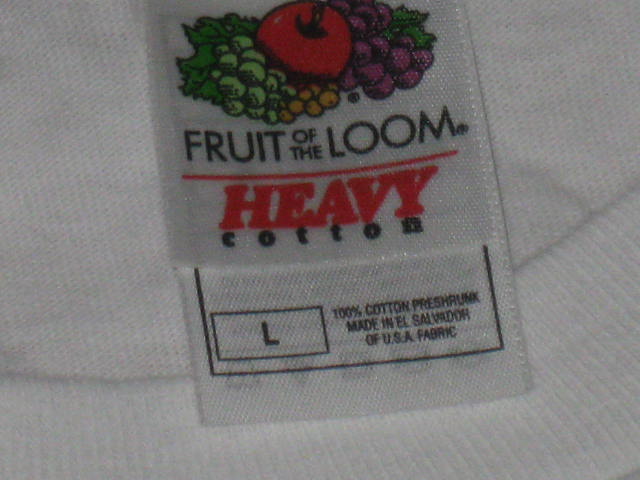 FRUIT OF THE LOOM®
HEAVY
cotton
L
100% COTTON PRESHRUNK
MADE IN EL SALVADOR
OF U.S.A. FABRIC